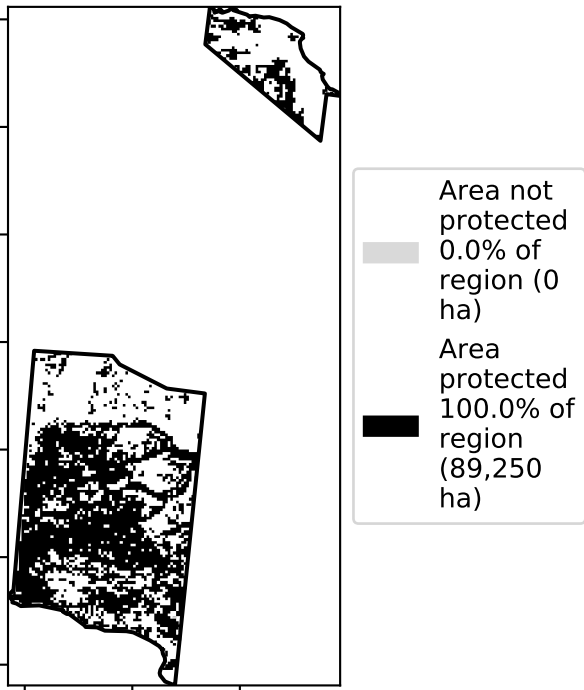 Area not
protected
0.0% of
region (0
ha)
Area
protected
100.0% of
region
(89,250
ha)